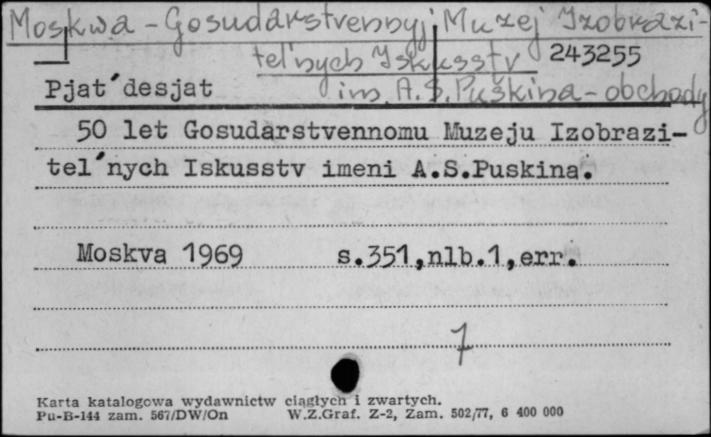 Moskwa - Gosudarstvennyj Muzej Izobrazi-
tel'nych Iskusstv 243255
Pjat´desjat im. A.S. Puškina - obchody
50 let Gosudarstvennomu Muzeju Izobrazi-
tel´nych Iskusstv imeni A.S.Puskina.
Moskva 1969 s.351,nlb.1,err.
7
Karta katalogowa wydawnictw ciągłych i zwartych.
Pu-B-144 zam. 567/DW/On W.Z.Graf. Z-2, Zam. 502/77, 6 400 000